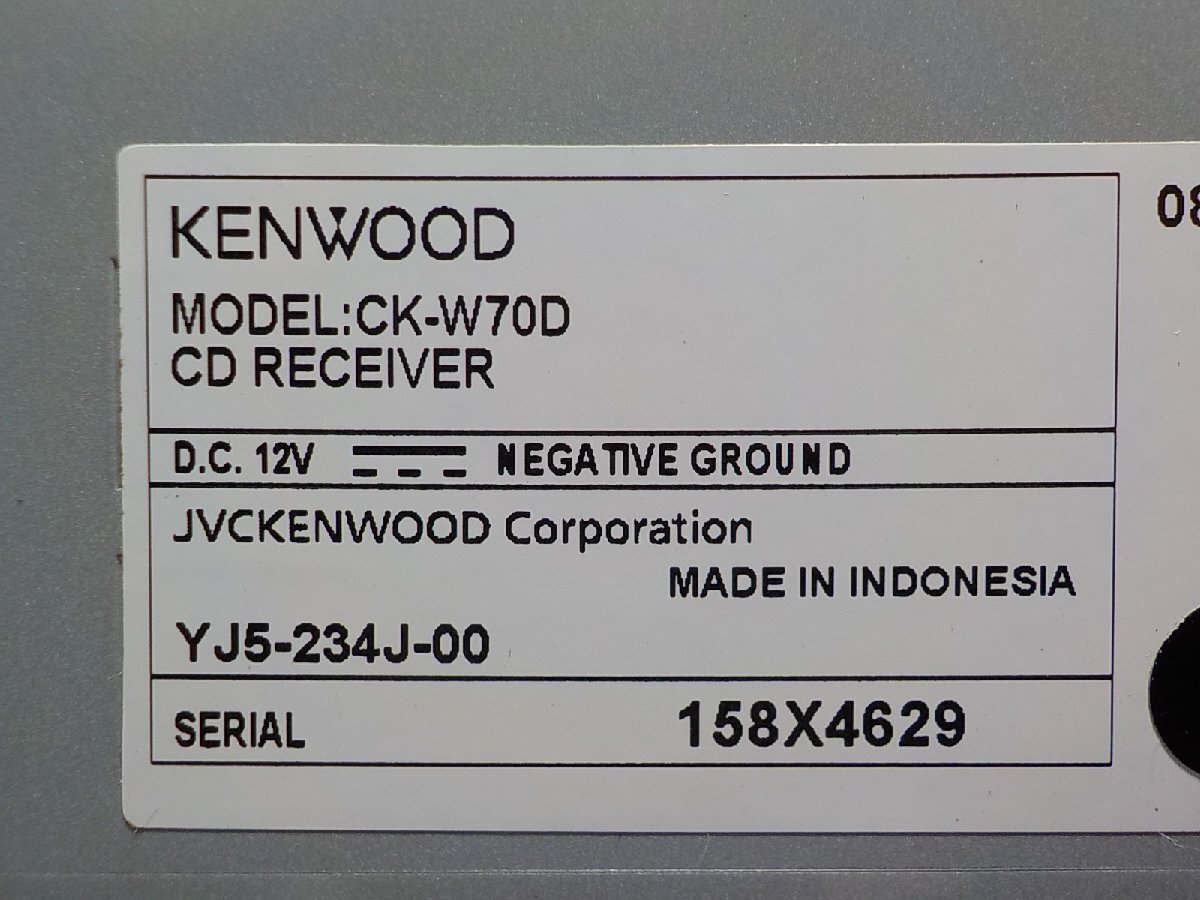 KENWOOD
MODEL:CK-W70D
CD RECEIVER
D.C. 12V NEGATIVE GROUND
JVCKENWOOD Corporation
MADE IN INDONESIA
YJ5-234J-00
SERIAL 158X4629